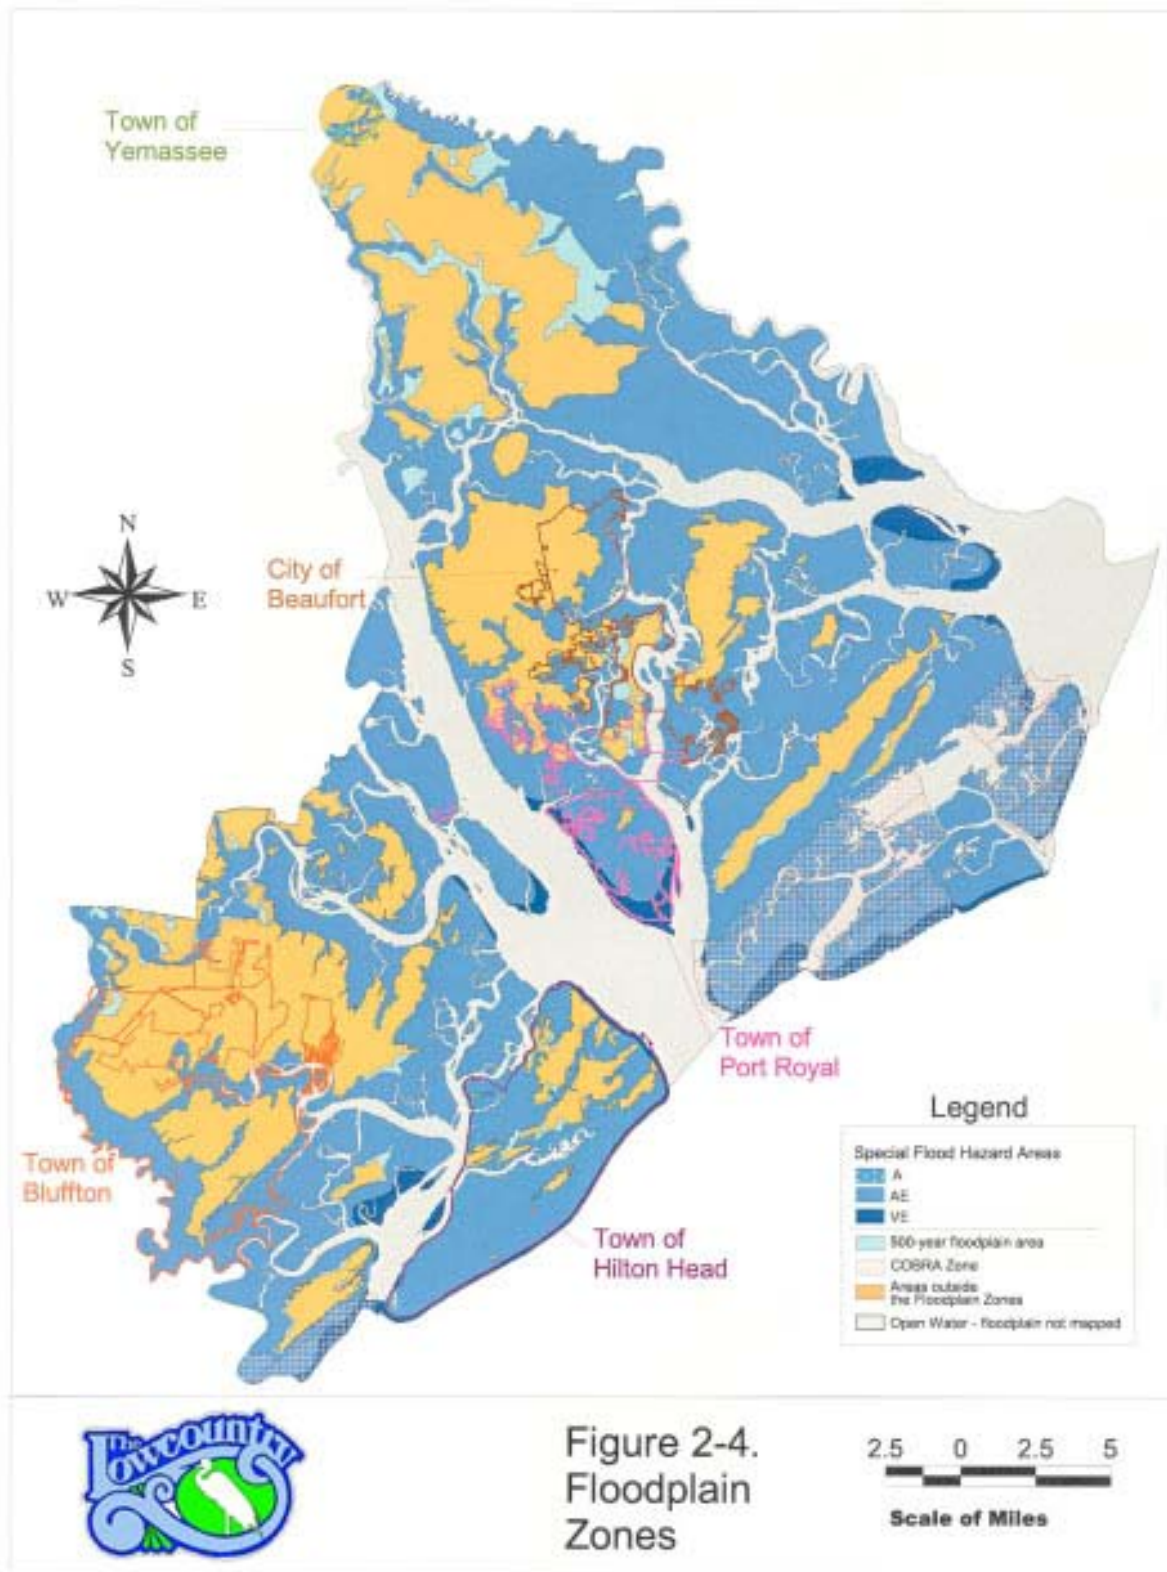 Town of
Yemassee
N
W
E
S
City of
Beaufort
Town of
Port Royal
Town of
Bluffton
Town of
Hilton Head
Legend
Special Flood Hazard Areas
A
AE
VE
500-year floodplain area
COBRA Zone
Areas outside
the Floodplain Zones
Open Water - floodplain not mapped
The
Lowcountry
Figure 2-4.
Floodplain
Zones
2.5 0 2.5 5
Scale of Miles